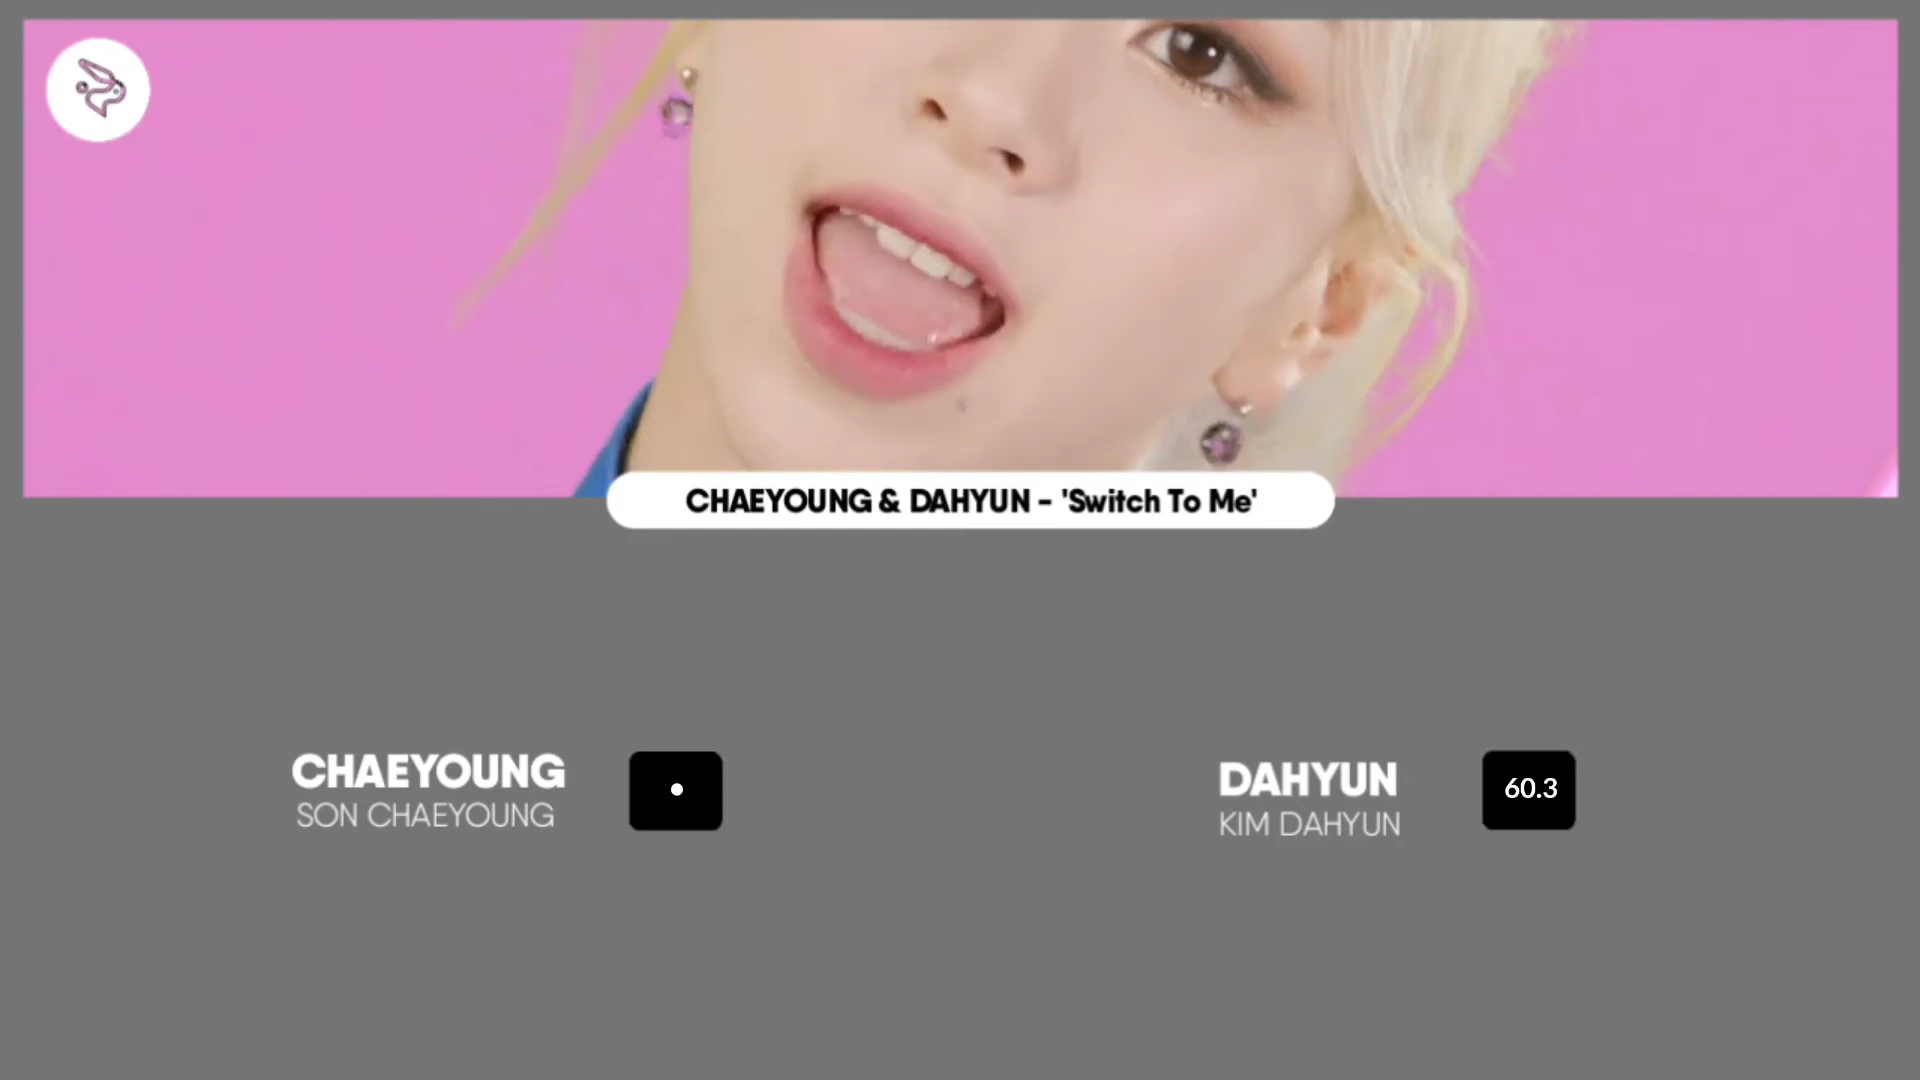 CHAEYOUNG & DAHYUN - 'Switch To Me'
CHAEYOUNG
SON CHAEYOUNG
DAHYUN
KIM DAHYUN
60.3